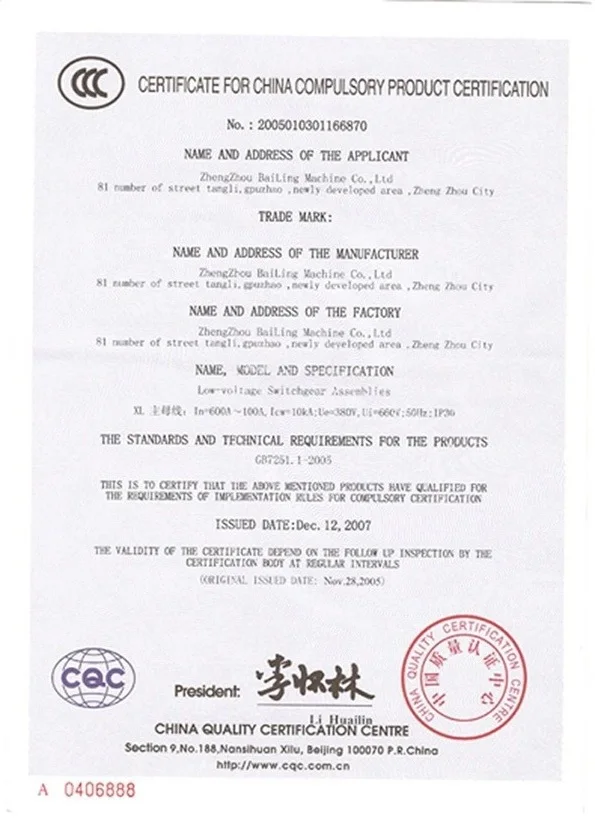 CCC
CERTIFICATE FOR CHINA COMPULSORY PRODUCT CERTIFICATION
No.: 2005010301166870
NAME AND ADDRESS OF THE APPLICANT
ZhengZhou BaiLing Machine Co.,Ltd
81 number of street tangli,gpuzhao ,newly developed area ,Zheng Zhou City
TRADE MARK:
NAME AND ADDRESS OF THE MANUFACTURER
ZhengZhou BaiLing Machine Co.,Ltd
81 number of street tangli,gpuzhao ,newly developed area ,Zheng Zhou City
NAME AND ADDRESS OF THE FACTORY
ZhengZhou BaiLing Machine Co.,Ltd
81 number of street tangli,gpuzhao ,newly developed area ,Zheng Zhou City
NAME, MODEL AND SPECIFICATION
Low-voltage Switchgear Assemblies
XL 主母线: In=600A~100A,Icw=10kA;Ue=380V,Ui=660V;50Hz;IP30
THE STANDARDS AND TECHNICAL REQUIREMENTS FOR THE PRODUCTS
GB7251.1-2005
THIS IS TO CERTIFY THAT THE ABOVE MENTIONED PRODUCTS HAVE QUALIFIED FOR
THE REQUIREMENTS OF IMPLEMENTATION RULES FOR COMPULSORY CERTIFICATION
ISSUED DATE:Dec. 12, 2007
THE VALIDITY OF THE CERTIFICATE DEPEND ON THE FOLLOW UP INSPECTION BY THE
CERTIFICATION BODY AT REGULAR INTERVALS
(ORIGINAL ISSUED DATE: Nov.28,2005)
CHINA QUALITY CERTIFICATION CENTRE
中国质量认证中心
CQC
President: 李怀林
Li Huailin
CHINA QUALITY CERTIFICATION CENTRE
Section 9,No.188,Nansihuan Xilu, Beijing 100070 P.R.China
http://www.cqc.com.cn
A 0406888